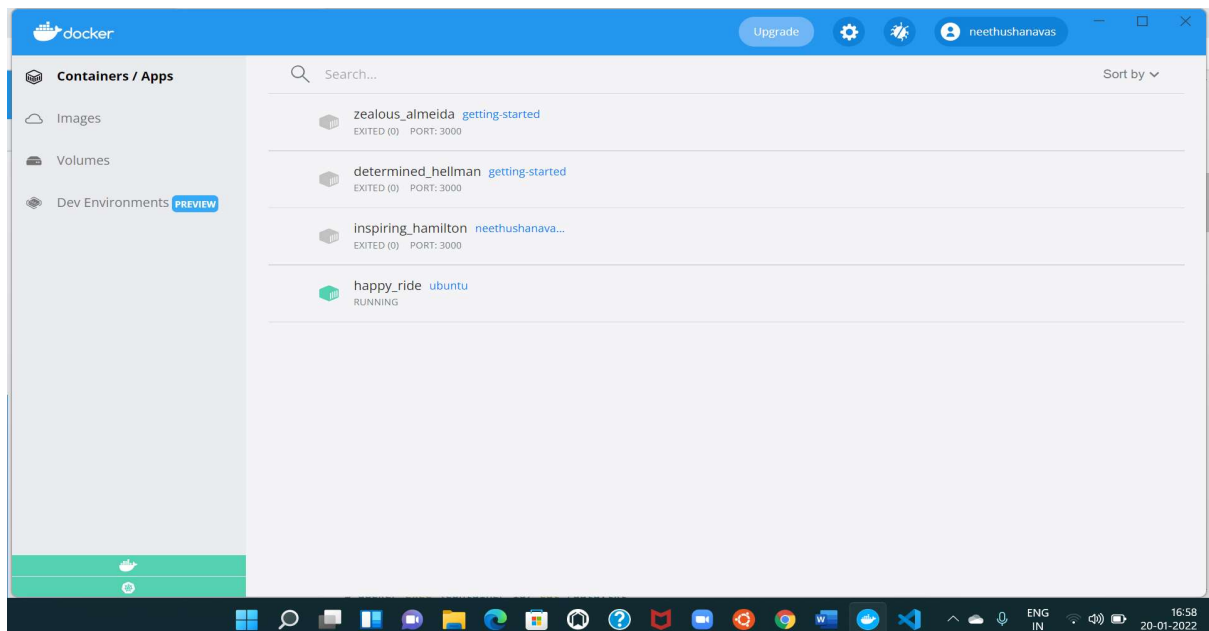 docker
Upgrade
neethushanavas
Containers / Apps
Images
Volumes
Dev Environments PREVIEW
Search...
Sort by
zealous_almeida getting-started
EXITED (0) PORT: 3000
determined_hellman getting-started
EXITED (0) PORT: 3000
inspiring_hamilton neethushanava...
EXITED (0) PORT: 3000
happy_ride ubuntu
RUNNING
ENG
IN
16:58
20-01-2022